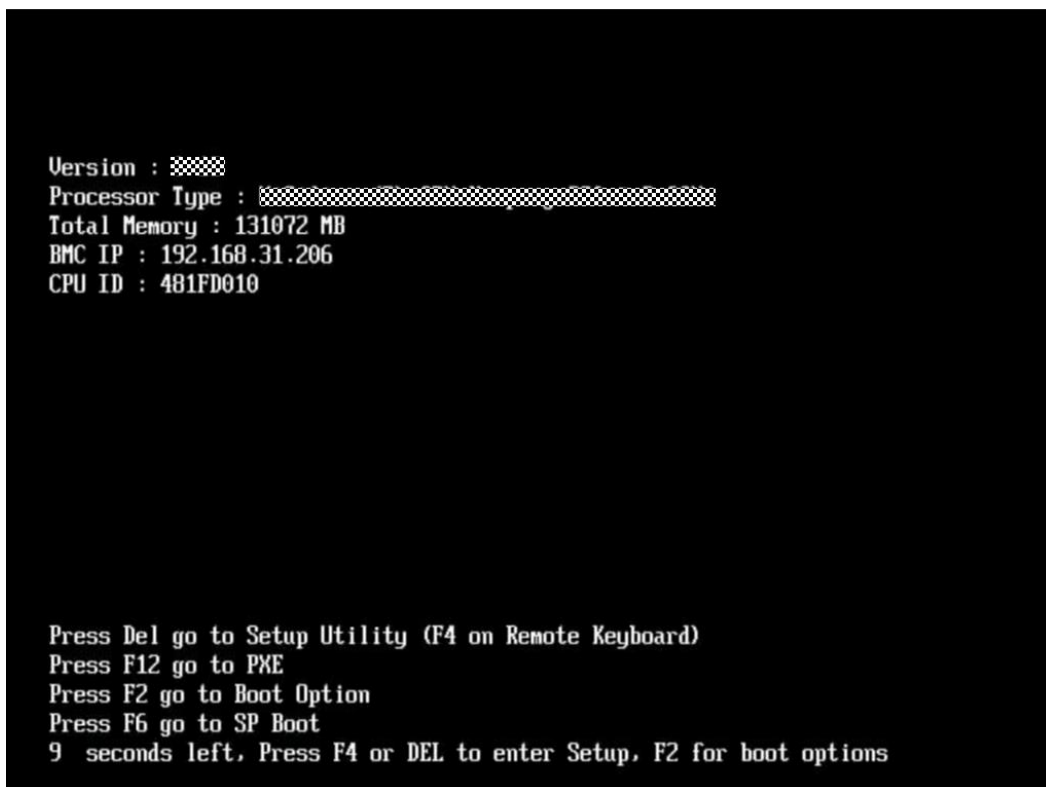 Version :
Processor Type :
Total Memory : 131072 MB
BMC IP : 192.168.31.206
CPU ID : 481FD010
Press Del go to Setup Utility (F4 on Remote Keyboard)
Press F12 go to PXE
Press F2 go to Boot Option
Press F6 go to SP Boot
9 seconds left, Press F4 or DEL to enter Setup, F2 for boot options